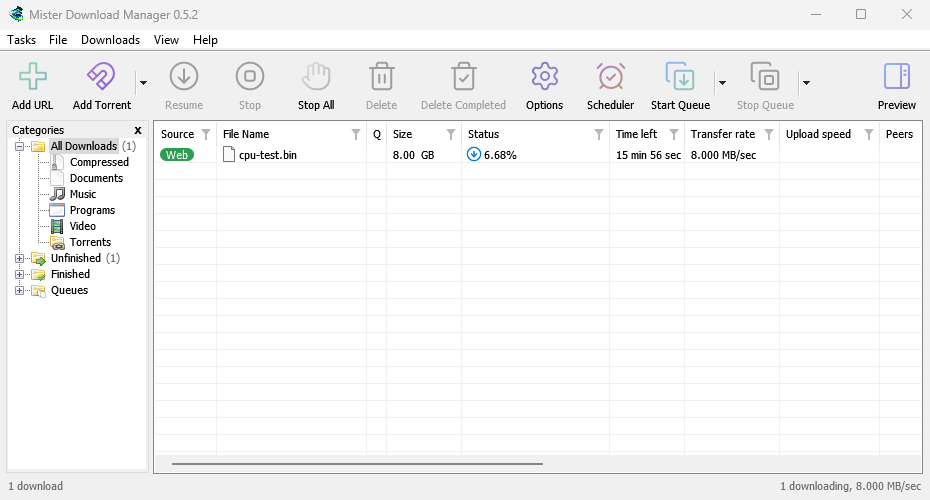 Mister Download Manager 0.5.2
Tasks File Downloads View Help
Add URL Add Torrent Resume Stop Stop All Delete Delete Completed Options Scheduler Start Queue Stop Queue Preview
Categories x
Source File Name Q Size Status Time left Transfer rate Upload speed Peers
All Downloads (1)
Web cpu-test.bin 8.00 GB 6.68% 15 min 56 sec 8.000 MB/sec
Compressed
Documents
Music
Programs
Video
Torrents
Unfinished (1)
Finished
Queues
1 download 1 downloading, 8.000 MB/sec